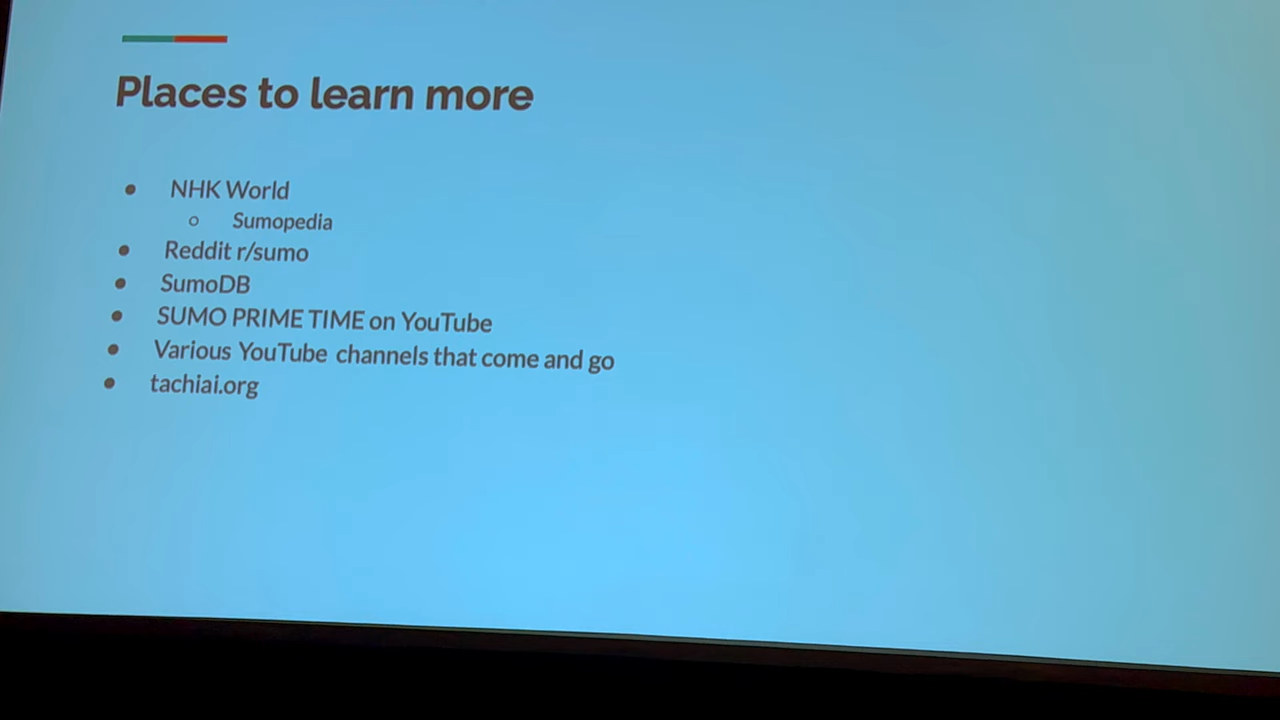 Places to learn more
● NHK World
○ Sumopedia
● Reddit r/sumo
● SumoDB
● SUMO PRIME TIME on YouTube
● Various YouTube channels that come and go
● tachiai.org